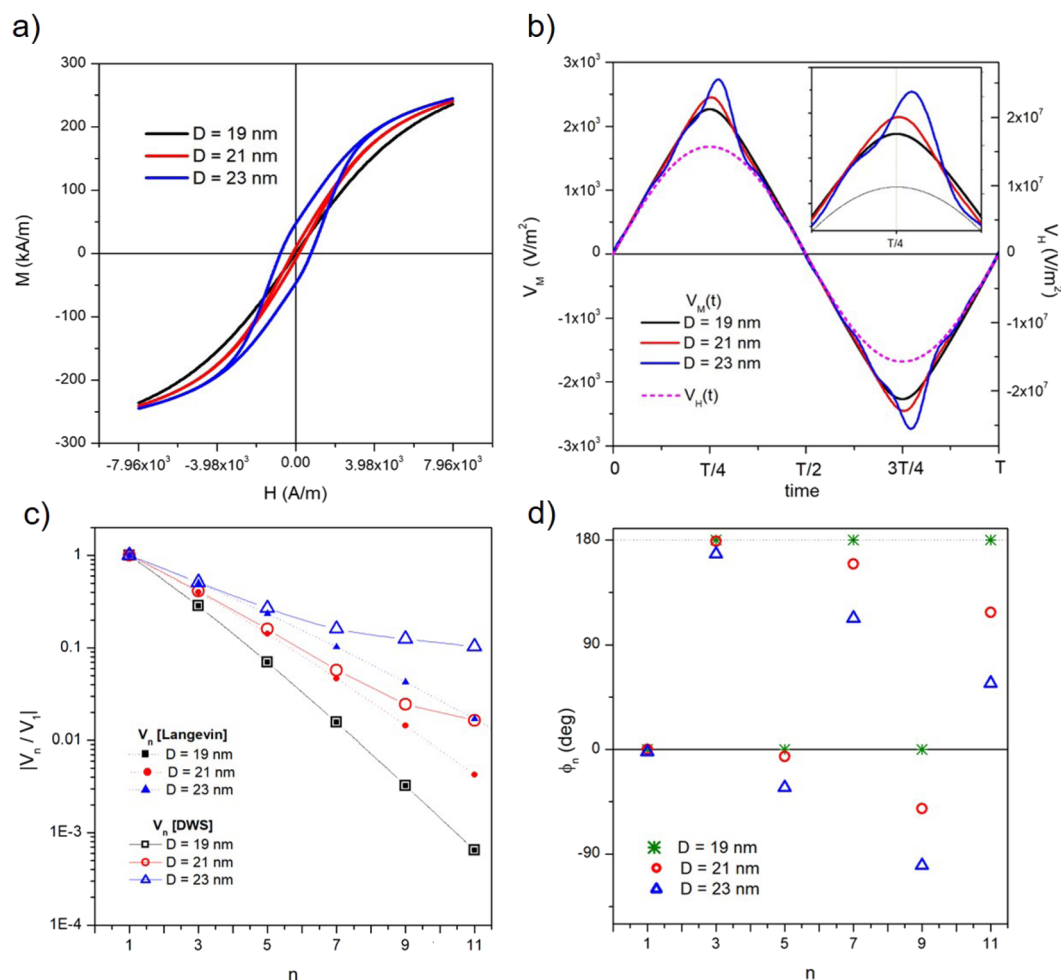 a)
300
200
100
0
-100
-200
-300
M (kA/m)
D = 19 nm
D = 21 nm
D = 23 nm
-7.96x10³
-3.98x10³
0.00
3.98x10³
7.96x10³
H (A/m)
b)
3x10³
2x10³
1x10³
0
-1x10³
-2x10³
-3x10³
V_M (V/m²)
T/4
2x10⁷
1x10⁷
0
-1x10⁷
-2x10⁷
V_H
(V/m²)
V_M(t)
D = 19 nm
D = 21 nm
D = 23 nm
V_H(t)
0
T/4
T/2
3T/4
T
time
c)
1
0.1
0.01
1E-3
1E-4
|V_n / V_1|
V_n [Langevin]
D = 19 nm
D = 21 nm
D = 23 nm
V_n [DWS]
D = 19 nm
D = 21 nm
D = 23 nm
1
3
5
7
9
11
n
d)
180
90
0
-90
ϕ_n (deg)
D = 19 nm
D = 21 nm
D = 23 nm
1
3
5
7
9
11
n